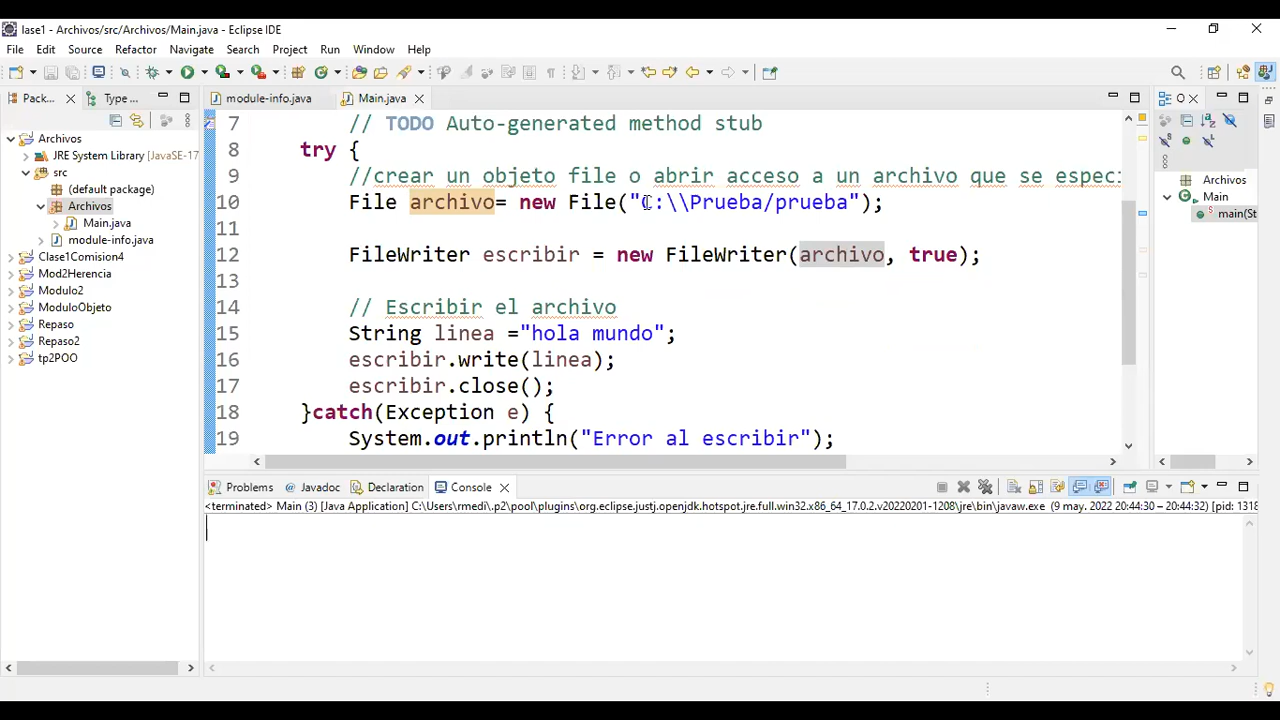 lase1 - Archivos/src/Archivos/Main.java - Eclipse IDE
File Edit Source Refactor Navigate Search Project Run Window Help
Pack... Type ...
module-info.java Main.java
O
Archivos
JRE System Library [JavaSE-17
src
(default package)
Archivos
Main.java
module-info.java
Clase1Comision4
Mod2Herencia
Modulo2
ModuloObjeto
Repaso
Repaso2
tp2POO
7 // TODO Auto-generated method stub
8 try {
9 //crear un objeto file o abrir acceso a un archivo que se especi
10 File archivo= new File("C:\\Prueba/prueba");
11
12 FileWriter escribir = new FileWriter(archivo, true);
13
14 // Escribir el archivo
15 String linea ="hola mundo";
16 escribir.write(linea);
17 escribir.close();
18 }catch(Exception e) {
19 System.out.println("Error al escribir");
Archivos
Main
main(St
Problems Javadoc Declaration Console
<terminated> Main (3) [Java Application] C:\Users\rmedi\.p2\pool\plugins\org.eclipse.justj.openjdk.hotspot.jre.full.win32.x86_64_17.0.2.v20220201-1208\jre\bin\javaw.exe (9 may. 2022 20:44:30 – 20:44:32) [pid: 1318